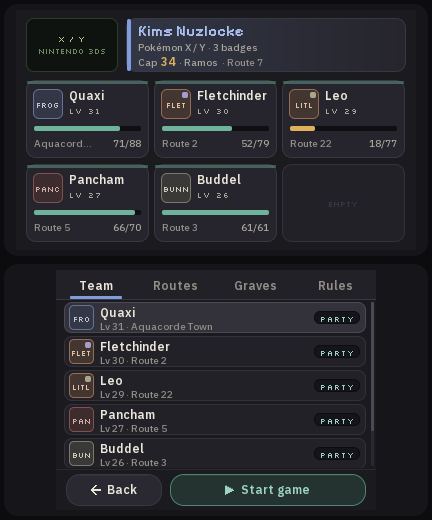 X / Y
NINTENDO 3DS
Kims Nuzlocke
Pokémon X / Y · 3 badges
Cap 34 · Ramos · Route 7
FROG
Quaxi
LV 31
Aquacord... 71/88
FLET
Fletchinder
LV 30
Route 2 52/79
LITL
Leo
LV 29
Route 22 18/77
PANC
Pancham
LV 27
Route 5 66/70
BUNN
Buddel
LV 26
Route 3 61/61
EMPTY
Team Routes Graves Rules
FRO
Quaxi
Lv 31 · Aquacorde Town
PARTY
FLET
Fletchinder
Lv 30 · Route 2
PARTY
LITL
Leo
Lv 29 · Route 22
PARTY
PAN
Pancham
Lv 27 · Route 5
PARTY
BUN
Buddel
Lv 26 · Route 3
PARTY
← Back
▶ Start game